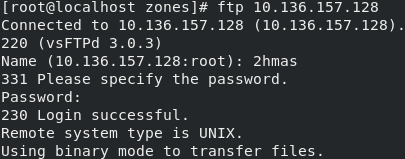 [root@localhost zones]# ftp 10.136.157.128
Connected to 10.136.157.128 (10.136.157.128).
220 (vsFTPd 3.0.3)
Name (10.136.157.128:root): 2hmas
331 Please specify the password.
Password:
230 Login successful.
Remote system type is UNIX.
Using binary mode to transfer files.